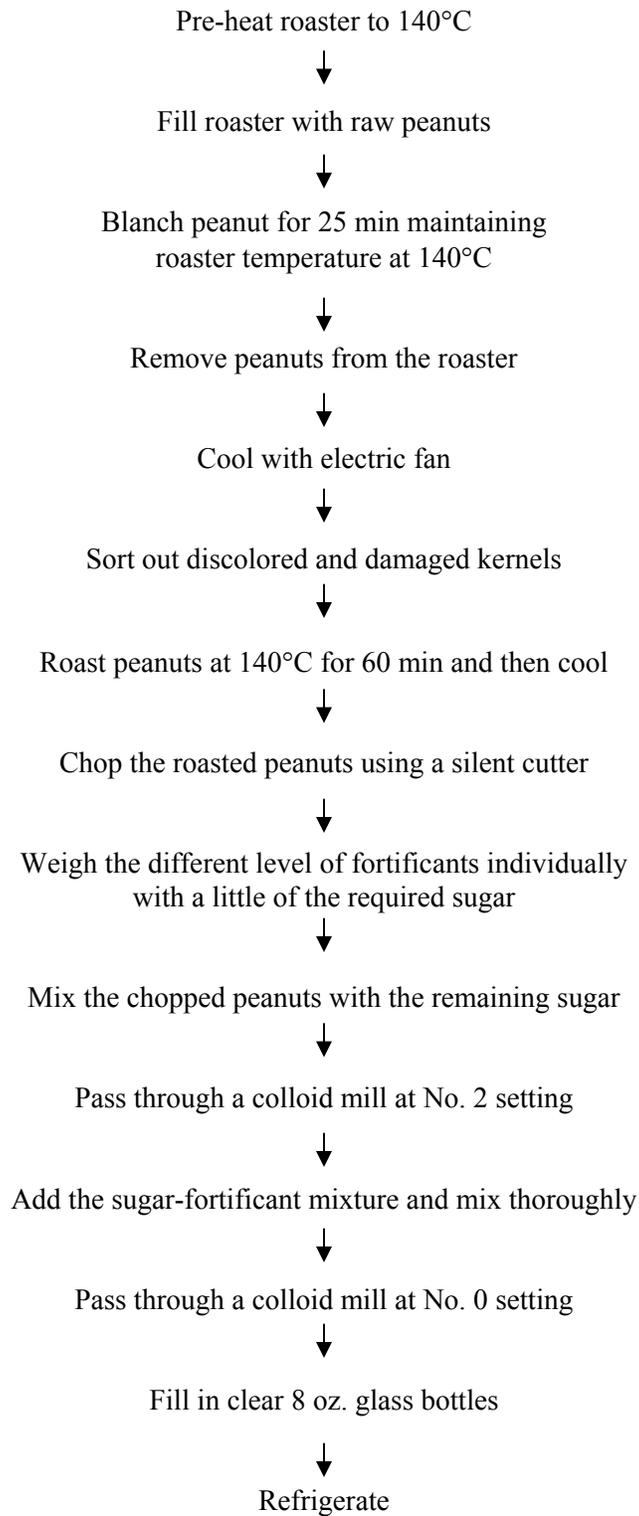 Pre-heat roaster to 140°C
Fill roaster with raw peanuts
Blanch peanut for 25 min maintaining
roaster temperature at 140°C
Remove peanuts from the roaster
Cool with electric fan
Sort out discolored and damaged kernels
Roast peanuts at 140°C for 60 min and then cool
Chop the roasted peanuts using a silent cutter
Weigh the different level of fortificants individually
with a little of the required sugar
Mix the chopped peanuts with the remaining sugar
Pass through a colloid mill at No. 2 setting
Add the sugar-fortificant mixture and mix thoroughly
Pass through a colloid mill at No. 0 setting
Fill in clear 8 oz. glass bottles
Refrigerate